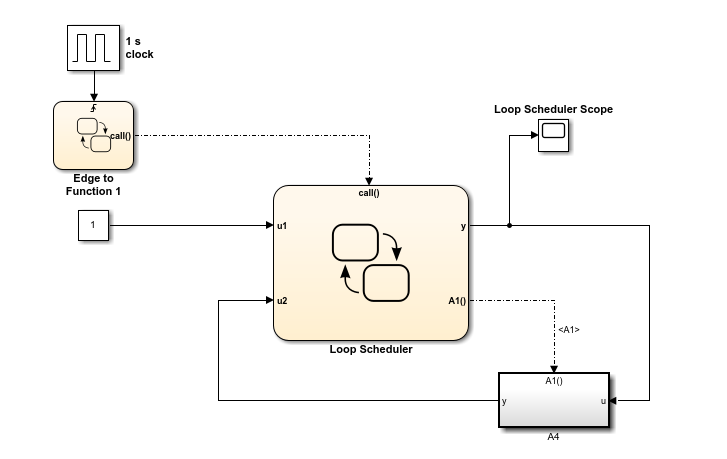 1 s
clock
call()
Edge to
Function 1
Loop Scheduler Scope
call()
1
u1
y
u2
A1()
<A1>
Loop Scheduler
A1()
y
u
A4